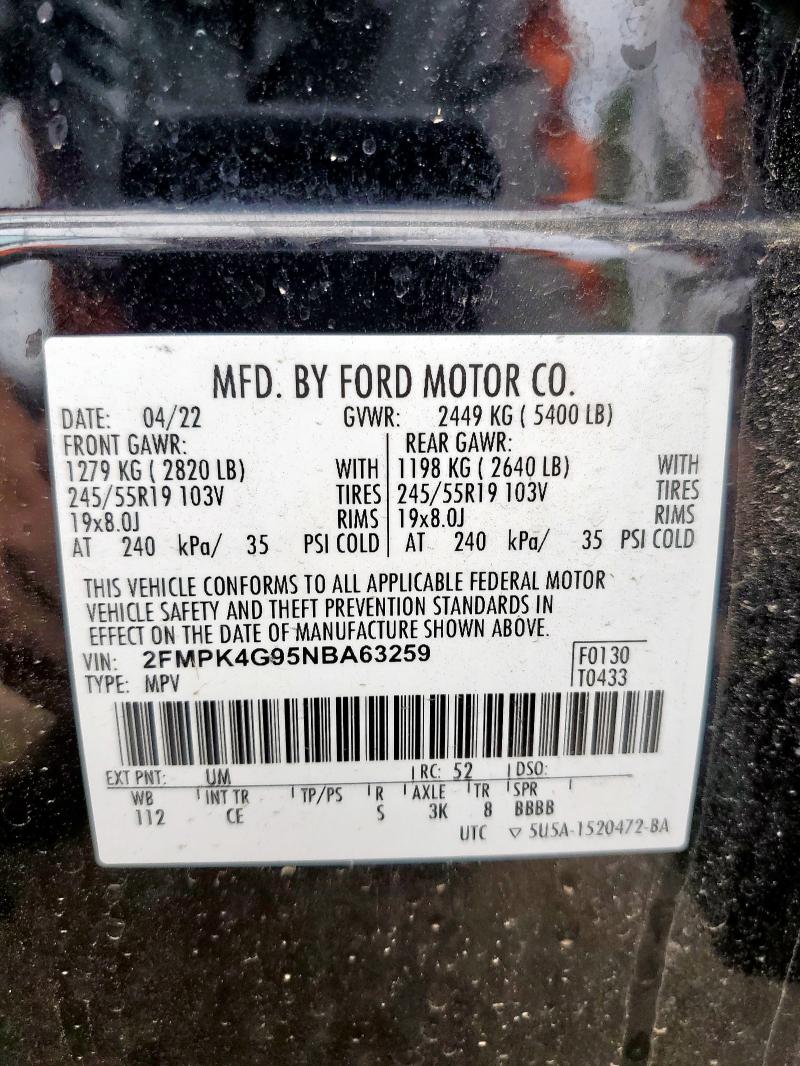 MFD. BY FORD MOTOR CO.
DATE: 04/22 GVWR: 2449 KG ( 5400 LB)
FRONT GAWR: REAR GAWR:
1279 KG ( 2820 LB) WITH 1198 KG ( 2640 LB) WITH
245/55R19 103V TIRES 245/55R19 103V TIRES
19x8.0J RIMS 19x8.0J RIMS
AT 240 kPa/ 35 PSI COLD AT 240 kPa/ 35 PSI COLD
THIS VEHICLE CONFORMS TO ALL APPLICABLE FEDERAL MOTOR
VEHICLE SAFETY AND THEFT PREVENTION STANDARDS IN
EFFECT ON THE DATE OF MANUFACTURE SHOWN ABOVE.
VIN: 2FMPK4G95NBA63259 F0130
TYPE: MPV T0433
EXT PNT: UM RC: 52 DSO:
WB INT TR TP/PS R AXLE TR SPR
112 CE S 3K 8 BBBB
UTC ▽ 5U5A-1520472-BA